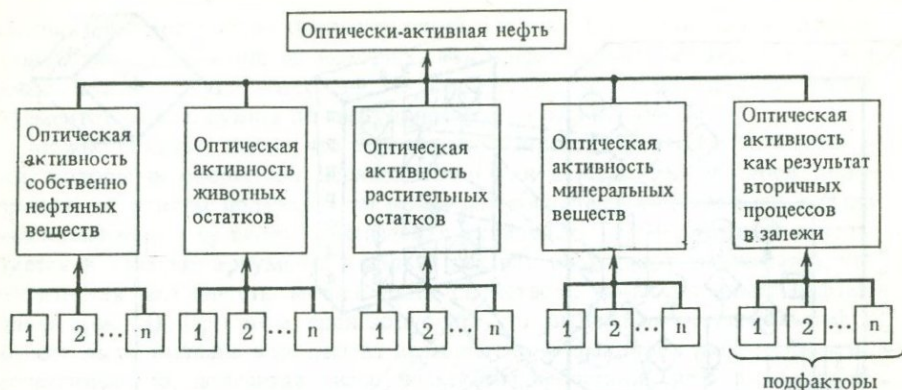 Оптически-активная нефть
Оптическая
активность
собственно
нефтяных
веществ
Оптическая
активность
животных
остатков
Оптическая
активность
растительных
остатков
Оптическая
активность
минеральных
веществ
Оптическая
активность
как результат
вторичных
процессов
в залежи
1 2 ... n
1 2 ... n
1 2 ... n
1 2 ... n
1 2 ... n
подфакторы